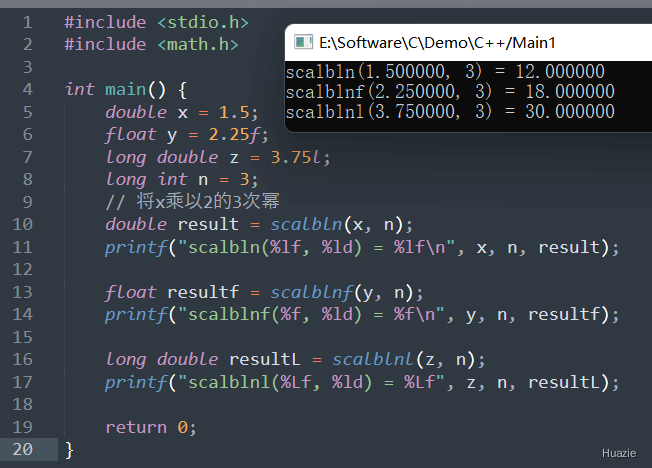 1 #include <stdio.h>
2 #include <math.h>
3
4 int main() {
5     double x = 1.5;
6     float y = 2.25f;
7     long double z = 3.75l;
8     long int n = 3;
9     // 将x乘以2的3次幂
10     double result = scalbln(x, n);
11     printf("scalbln(%lf, %ld) = %lf\n", x, n, result);
12
13     float resultf = scalblnf(y, n);
14     printf("scalblnf(%f, %ld) = %f\n", y, n, resultf);
15
16     long double resultL = scalblnl(z, n);
17     printf("scalblnl(%Lf, %ld) = %Lf", z, n, resultL);
18
19     return 0;
20 }
E:\Software\C\Demo\C++/Main1
scalbln(1.500000, 3) = 12.000000
scalblnf(2.250000, 3) = 18.000000
scalblnl(3.750000, 3) = 30.000000
Huazie